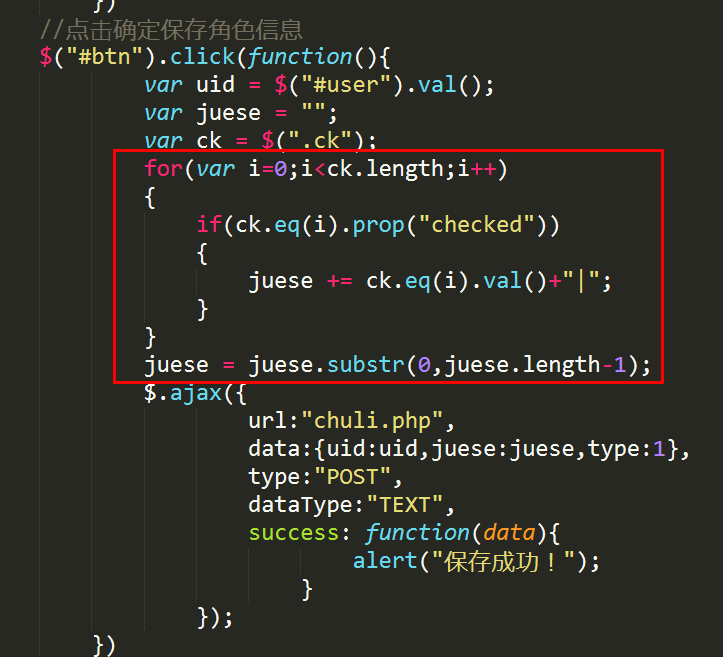 })
//点击确定保存角色信息
$("#btn").click(function(){
var uid = $("#user").val();
var juese = "";
var ck = $(".ck");
for(var i=0;i<ck.length;i++)
{
if(ck.eq(i).prop("checked"))
{
juese += ck.eq(i).val()+"|";
}
}
juese = juese.substr(0,juese.length-1);
$.ajax({
url:"chuli.php",
data:{uid:uid,juese:juese,type:1},
type:"POST",
dataType:"TEXT",
success: function(data){
alert("保存成功！");
}
});
})